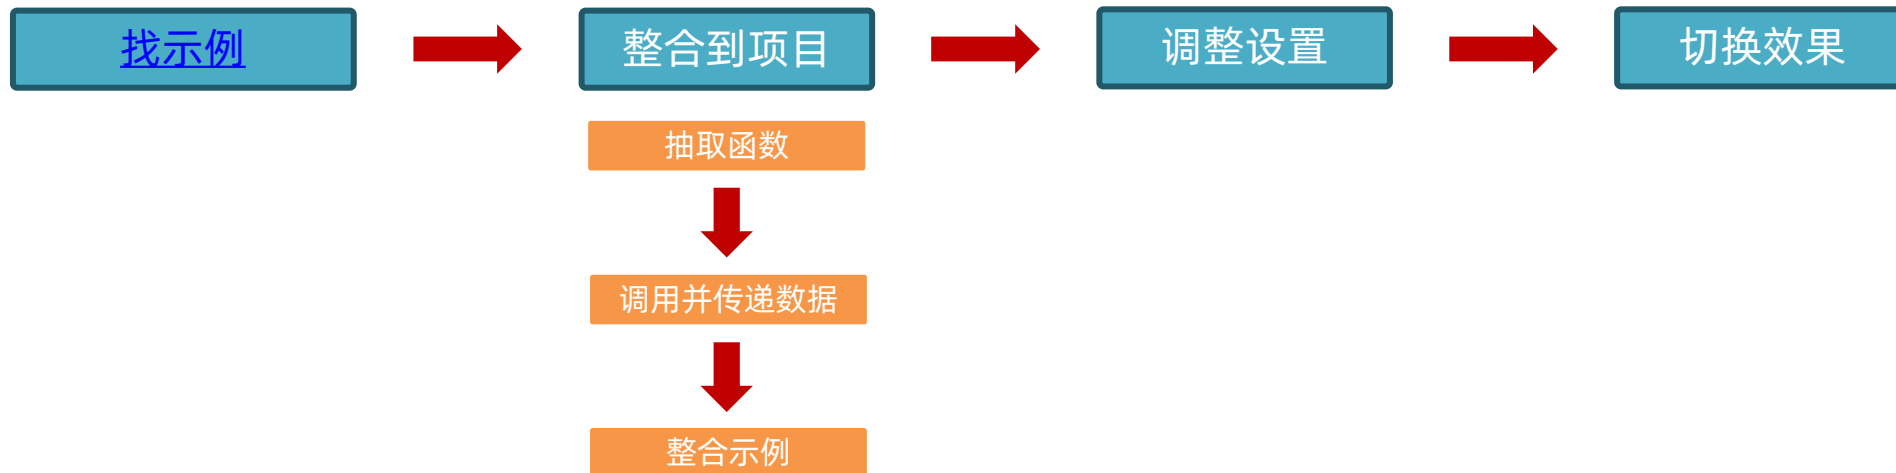 找示例
整合到项目
调整设置
切换效果
抽取函数
调用并传递数据
整合示例